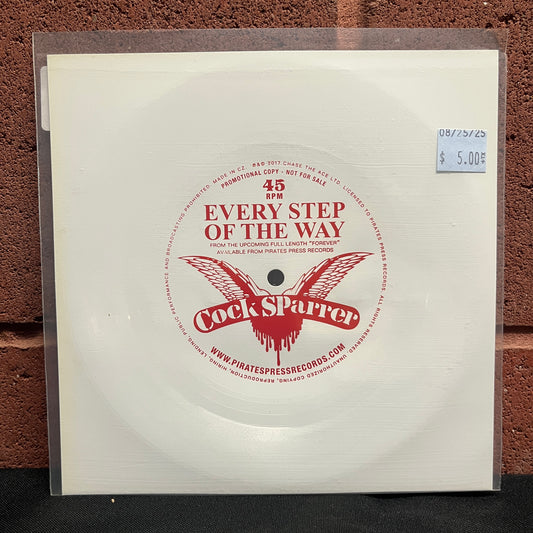 08/25/25
$ 5.00
MADE IN CZ. ℗&© 2017 CHASE THE ACE LTD. LICENSED TO PIRATES PRESS RECORDS. ALL RIGHTS RESERVED. UNAUTHORIZED COPYING, REPRODUCTION, HIRING, LENDING, PUBLIC PERFORMANCE AND BROADCASTING PROHIBITED.
PROMOTIONAL COPY - NOT FOR SALE
45
RPM
EVERY STEP
OF THE WAY
FROM THE UPCOMING FULL LENGTH "FOREVER"
AVAILABLE FROM PIRATES PRESS RECORDS
Cock SParrer
WWW.PIRATESPRESSRECORDS.COM